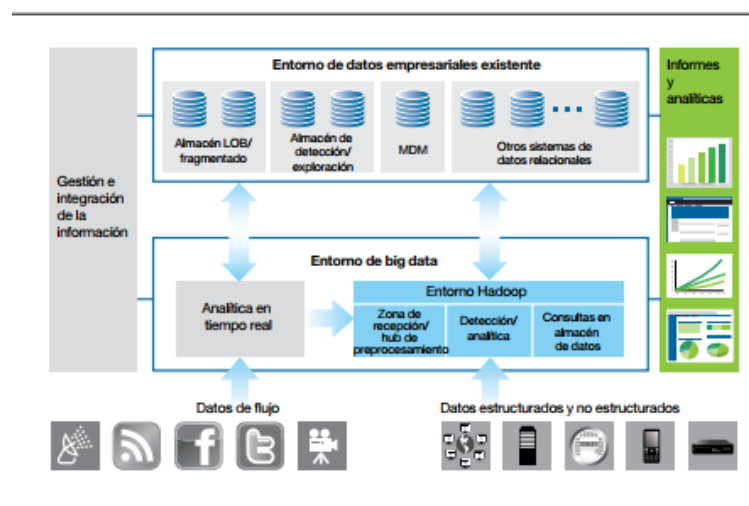 Entorno de datos empresariales existente
Informes
y
analíticas
Almacén LOB/
fragmentado
Almacén de
detección/
exploración
MDM
Otros sistemas de
datos relacionales
Gestión e
integración
de la
información
Entorno de big data
Analítica en
tiempo real
Entorno Hadoop
Zona de
recepción/
hub de
preprocesamiento
Detección/
analítica
Consultas en
almacén
de datos
Datos de flujo
Datos estructurados y no estructurados